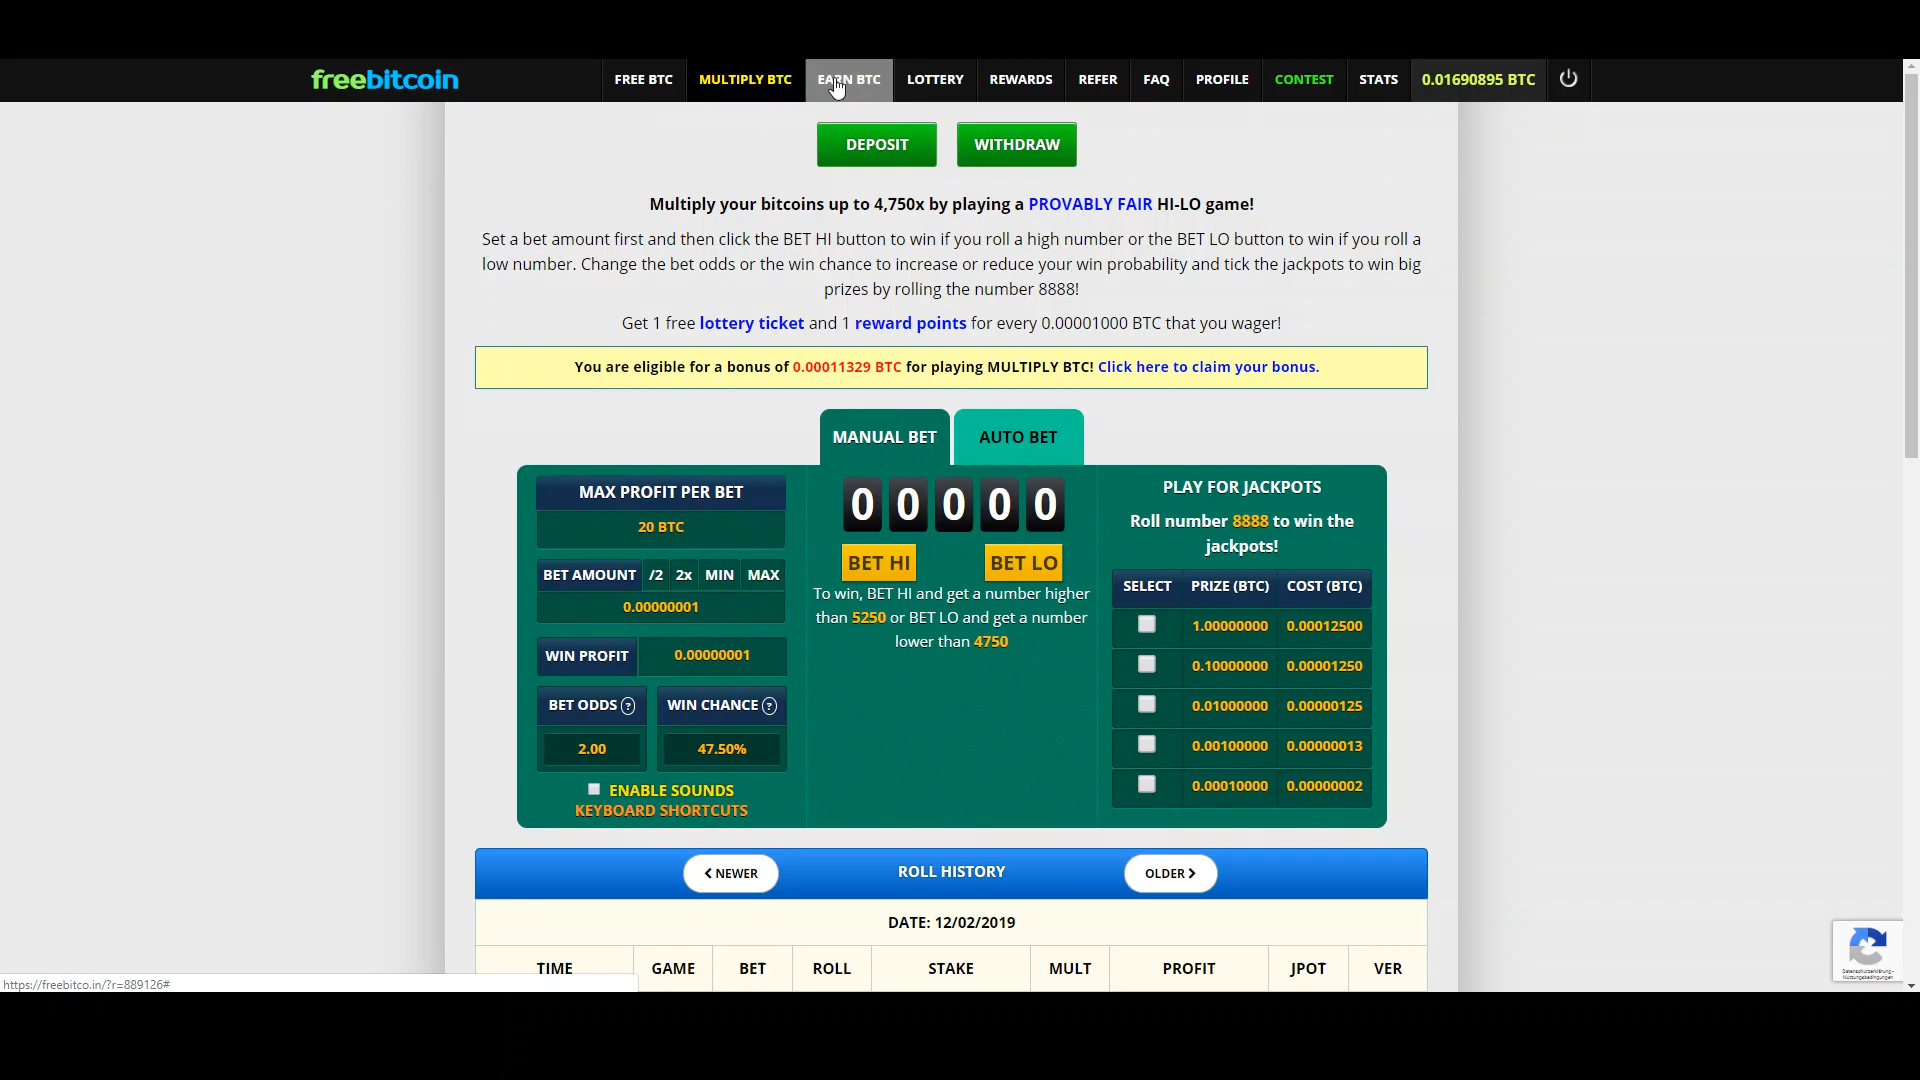 freebitcoin
FREE BTC
MULTIPLY BTC
EARN BTC
LOTTERY
REWARDS
REFER
FAQ
PROFILE
CONTEST
STATS
0.01690895 BTC
DEPOSIT
WITHDRAW
Multiply your bitcoins up to 4,750x by playing a PROVABLY FAIR HI-LO game!
Set a bet amount first and then click the BET HI button to win if you roll a high number or the BET LO button to win if you roll a
low number. Change the bet odds or the win chance to increase or reduce your win probability and tick the jackpots to win big
prizes by rolling the number 8888!
Get 1 free lottery ticket and 1 reward points for every 0.00001000 BTC that you wager!
You are eligible for a bonus of 0.00011329 BTC for playing MULTIPLY BTC! Click here to claim your bonus.
MANUAL BET
AUTO BET
MAX PROFIT PER BET
20 BTC
BET AMOUNT /2 2x MIN MAX
0.00000001
WIN PROFIT 0.00000001
BET ODDS ? WIN CHANCE ?
2.00 47.50%
ENABLE SOUNDS
KEYBOARD SHORTCUTS
0 0 0 0 0
BET HI BET LO
To win, BET HI and get a number higher
than 5250 or BET LO and get a number
lower than 4750
PLAY FOR JACKPOTS
Roll number 8888 to win the
jackpots!
SELECT PRIZE (BTC) COST (BTC)
1.00000000 0.00012500
0.10000000 0.00001250
0.01000000 0.00000125
0.00100000 0.00000013
0.00010000 0.00000002
NEWER
ROLL HISTORY
OLDER
DATE: 12/02/2019
TIME GAME BET ROLL STAKE MULT PROFIT JPOT VER
https://freebitco.in/?r=889126#
Datenschutzerklärung -
Nutzungsbedingungen